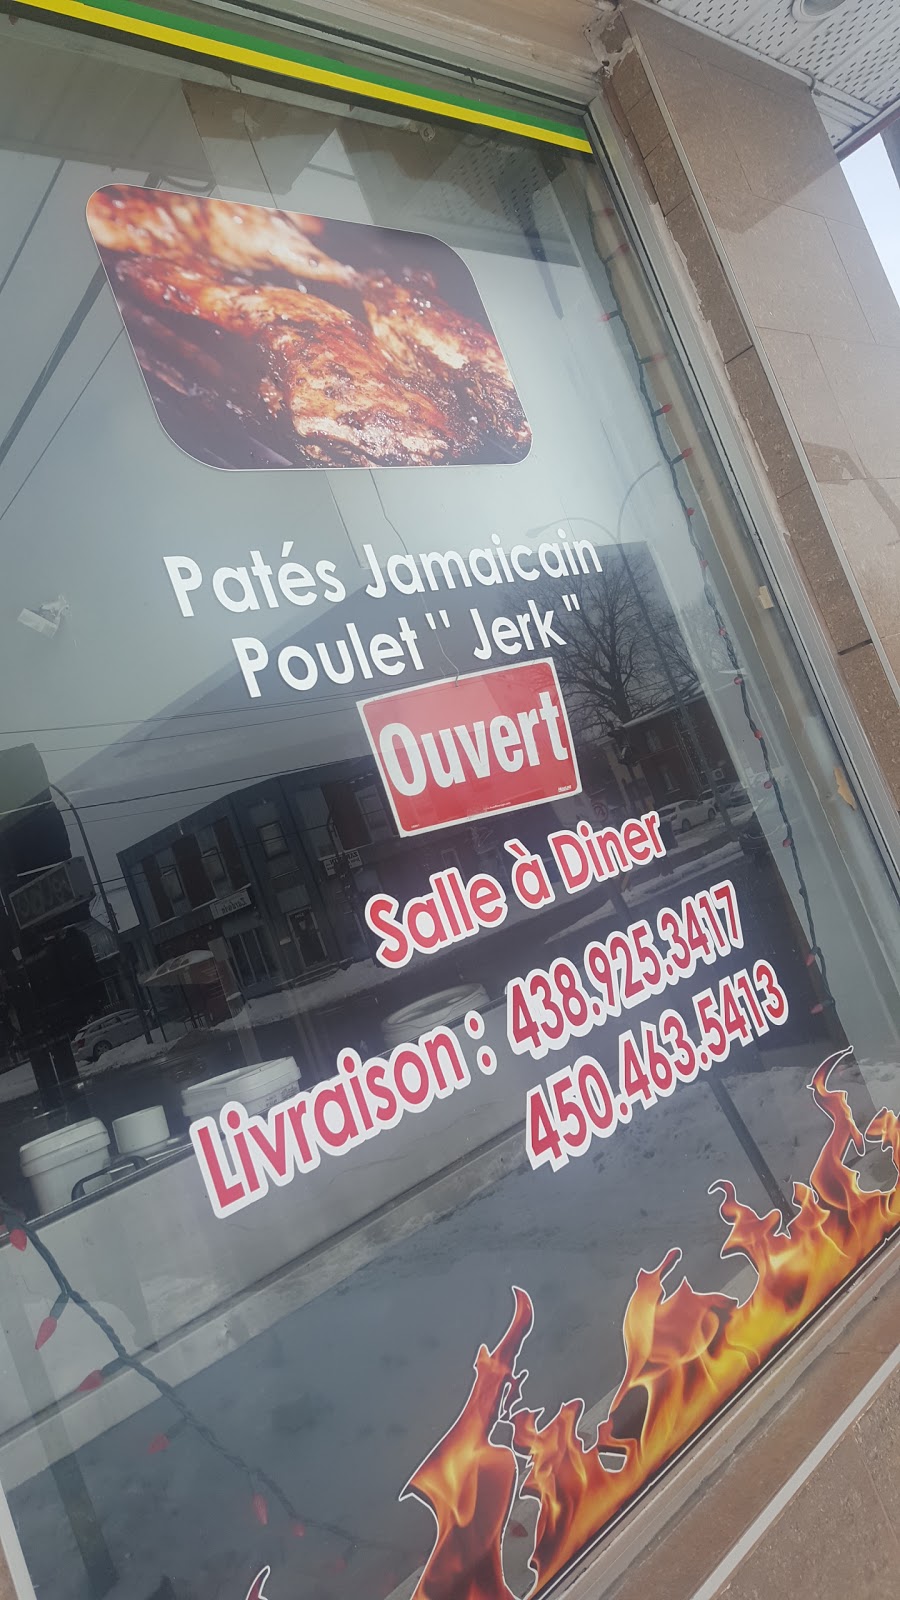 Patés Jamaicain
Poulet "Jerk"
Ouvert
Salle à Diner
Livraison : 438.925.3417
450.463.5413